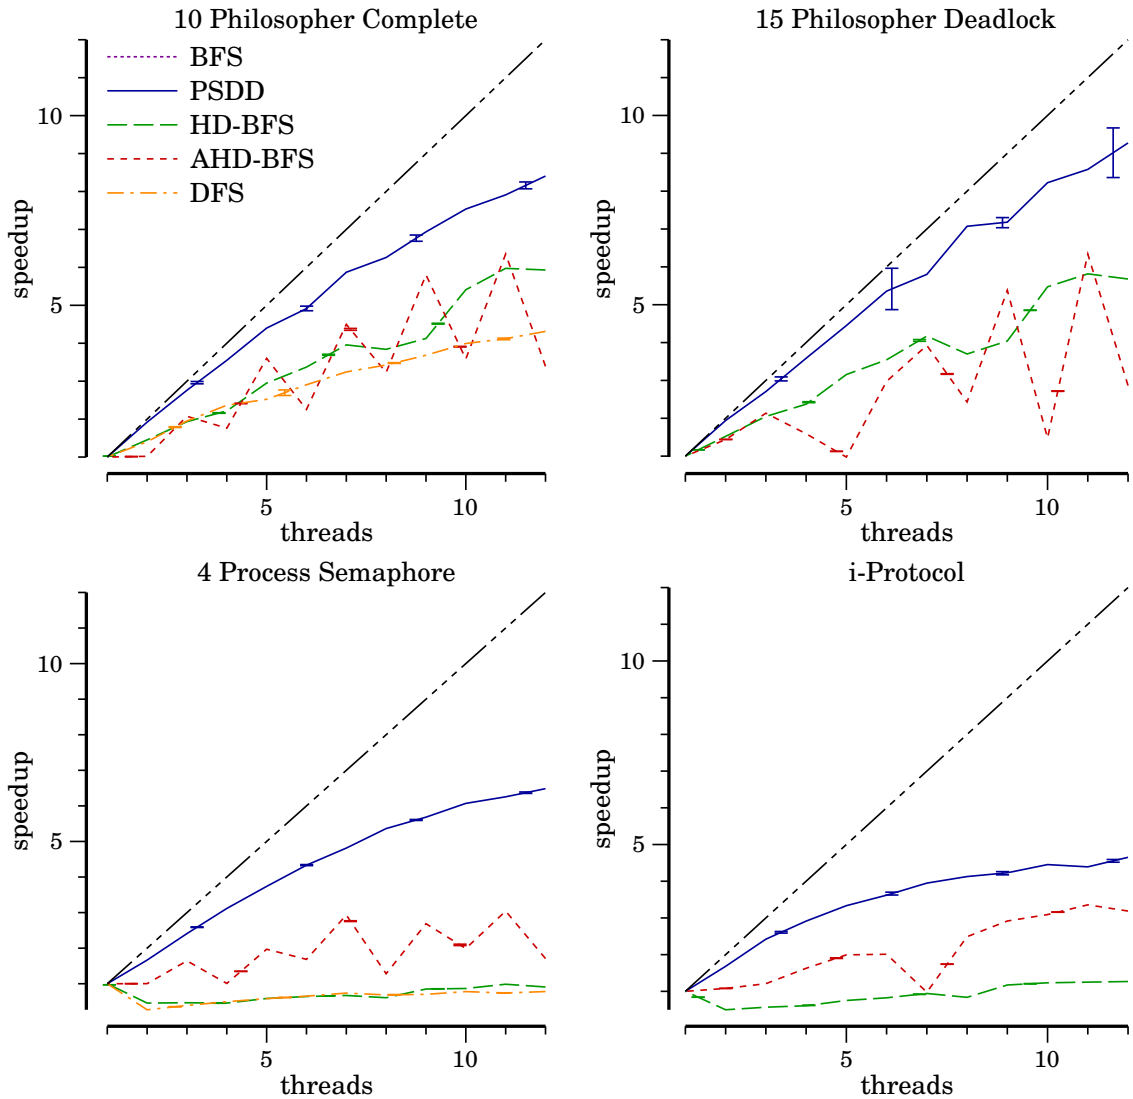 10 Philosopher Complete
BFS
PSDD
HD-BFS
AHD-BFS
DFS
10
5
speedup
5
10
threads
15 Philosopher Deadlock
10
5
speedup
5
10
threads
4 Process Semaphore
10
5
speedup
5
10
threads
i-Protocol
10
5
speedup
5
10
threads